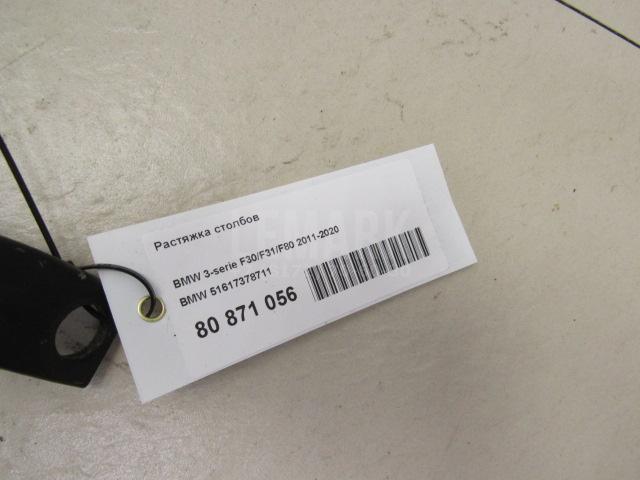 Растяжка столбов
BMW 3-serie F30/F31/F80 2011-2020
BMW 51617378711
80 871 056